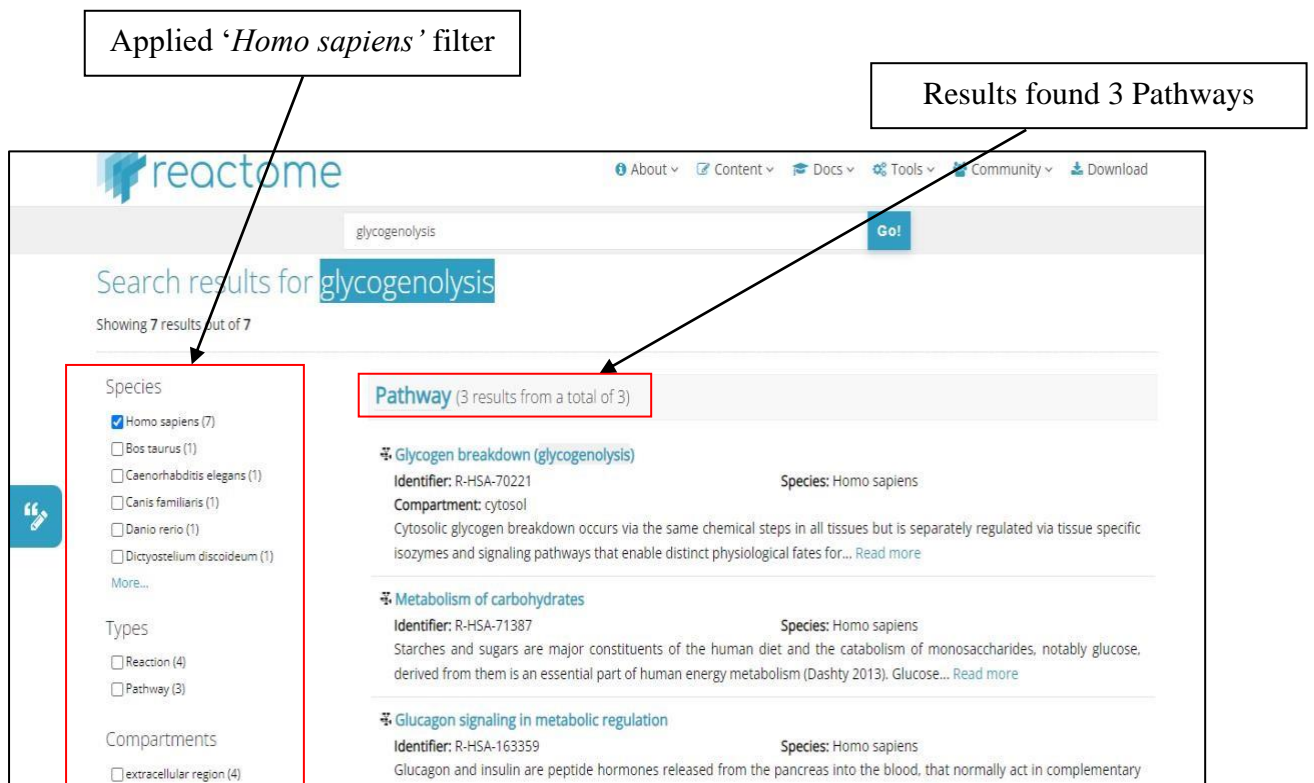 Applied ‘Homo sapiens’ filter
Results found 3 Pathways
reactome
About Content Docs Tools Community Download
glycogenolysis Go!
Search results for glycogenolysis
Showing 7 results out of 7
Species
Homo sapiens (7)
Bos taurus (1)
Caenorhabditis elegans (1)
Canis familiaris (1)
Danio rerio (1)
Dictyostelium discoideum (1)
More...
Types
Reaction (4)
Pathway (3)
Compartments
extracellular region (4)
Pathway (3 results from a total of 3)
Glycogen breakdown (glycogenolysis)
Identifier: R-HSA-70221 Species: Homo sapiens
Compartment: cytosol
Cytosolic glycogen breakdown occurs via the same chemical steps in all tissues but is separately regulated via tissue specific
isozymes and signaling pathways that enable distinct physiological fates for... Read more
Metabolism of carbohydrates
Identifier: R-HSA-71387 Species: Homo sapiens
Starches and sugars are major constituents of the human diet and the catabolism of monosaccharides, notably glucose,
derived from them is an essential part of human energy metabolism (Dashty 2013). Glucose... Read more
Glucagon signaling in metabolic regulation
Identifier: R-HSA-163359 Species: Homo sapiens
Glucagon and insulin are peptide hormones released from the pancreas into the blood, that normally act in complementary